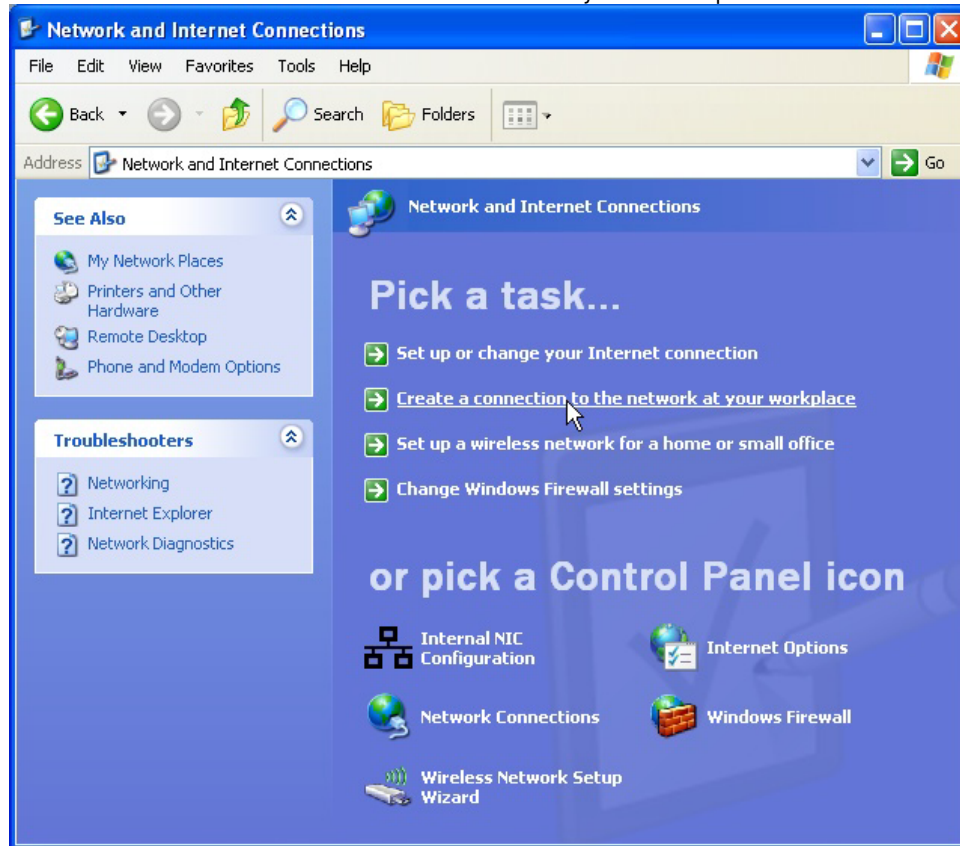 Network and Internet Connections
File Edit View Favorites Tools Help
Back Search Folders
Address Network and Internet Connections Go
See Also
My Network Places
Printers and Other
Hardware
Remote Desktop
Phone and Modem Options
Troubleshooters
Networking
Internet Explorer
Network Diagnostics
Network and Internet Connections
Pick a task...
Set up or change your Internet connection
Create a connection to the network at your workplace
Set up a wireless network for a home or small office
Change Windows Firewall settings
or pick a Control Panel icon
Internal NIC
Configuration
Internet Options
Network Connections
Windows Firewall
Wireless Network Setup
Wizard